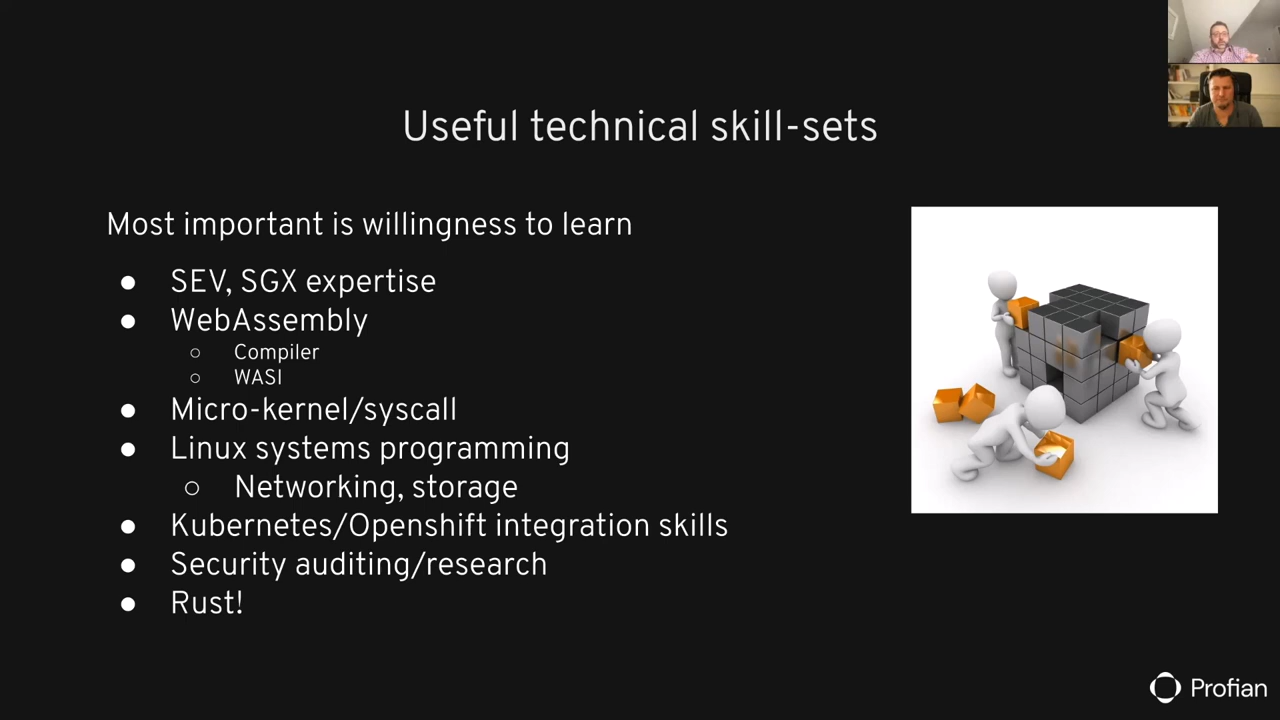 Useful technical skill-sets
Most important is willingness to learn
● SEV, SGX expertise
● WebAssembly
○ Compiler
○ WASI
● Micro-kernel/syscall
● Linux systems programming
○ Networking, storage
● Kubernetes/Openshift integration skills
● Security auditing/research
● Rust!
Profian